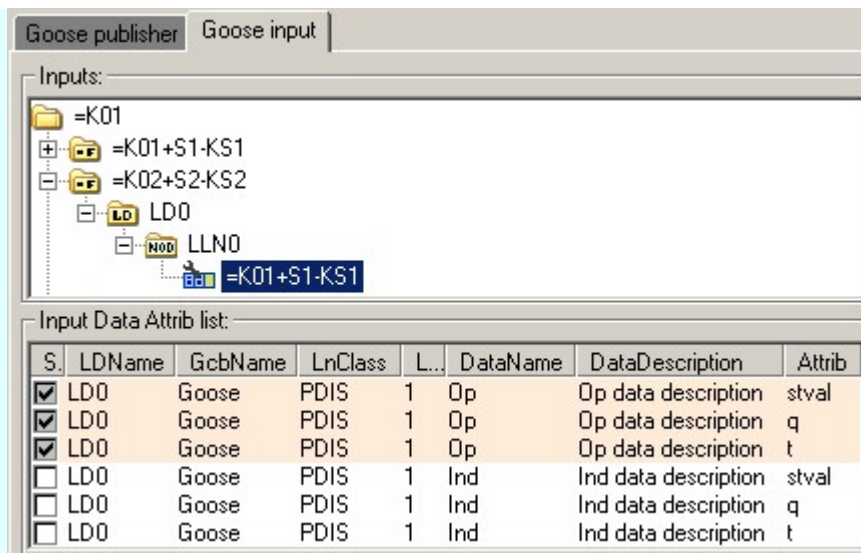 Goose publisher Goose input
Inputs:
=K01
=K01+S1-KS1
=K02+S2-KS2
LD LD0
NOD LLN0
=K01+S1-KS1
Input Data Attrib list:
S. LDName GcbName LnClass L... DataName DataDescription Attrib
LD0 Goose PDIS 1 Op Op data description stval
LD0 Goose PDIS 1 Op Op data description q
LD0 Goose PDIS 1 Op Op data description t
LD0 Goose PDIS 1 Ind Ind data description stval
LD0 Goose PDIS 1 Ind Ind data description q
LD0 Goose PDIS 1 Ind Ind data description t